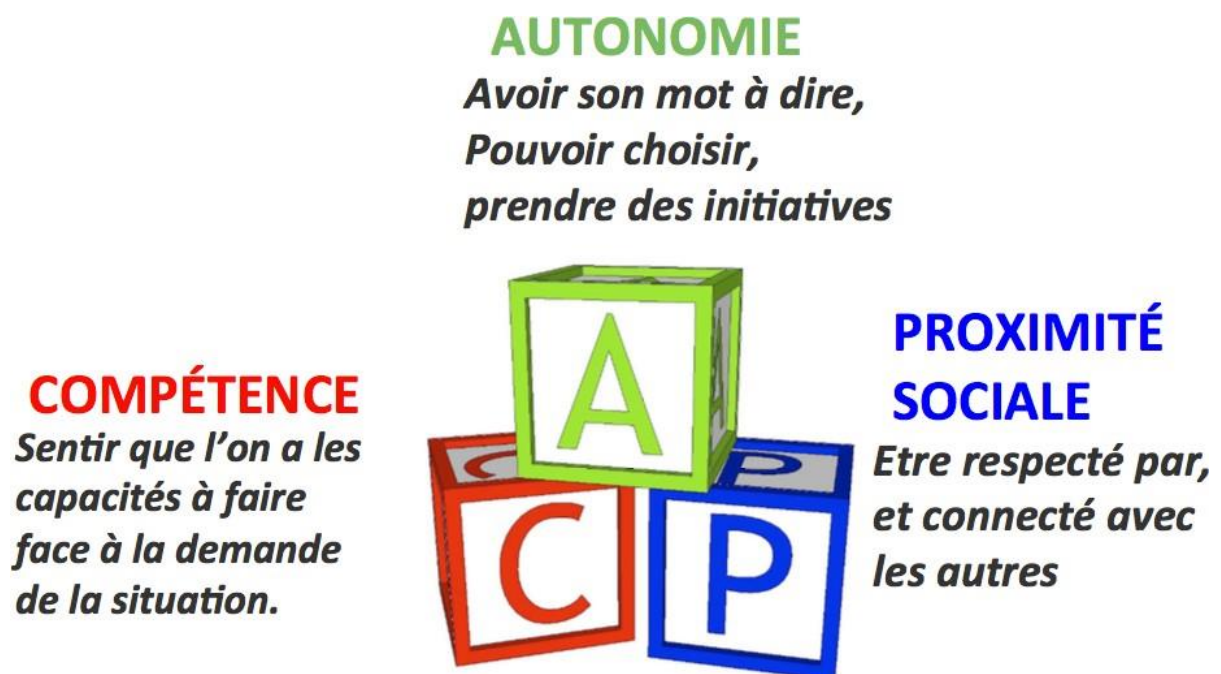 AUTONOMIE
Avoir son mot à dire,
Pouvoir choisir,
prendre des initiatives
COMPÉTENCE
Sentir que l'on a les
capacités à faire
face à la demande
de la situation.
A
A
A
C
C
P
P
PROXIMITÉ
SOCIALE
Etre respecté par,
et connecté avec
les autres